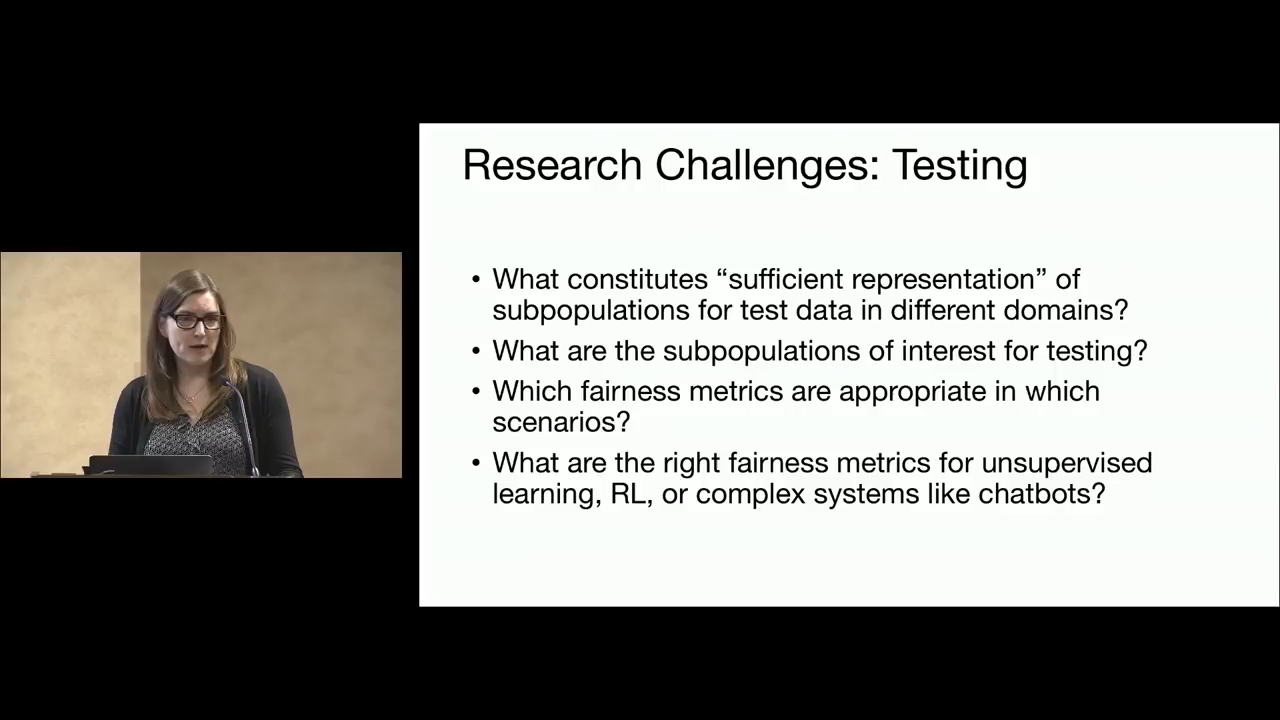 Research Challenges: Testing
• What constitutes “sufficient representation” of
subpopulations for test data in different domains?
• What are the subpopulations of interest for testing?
• Which fairness metrics are appropriate in which
scenarios?
• What are the right fairness metrics for unsupervised
learning, RL, or complex systems like chatbots?